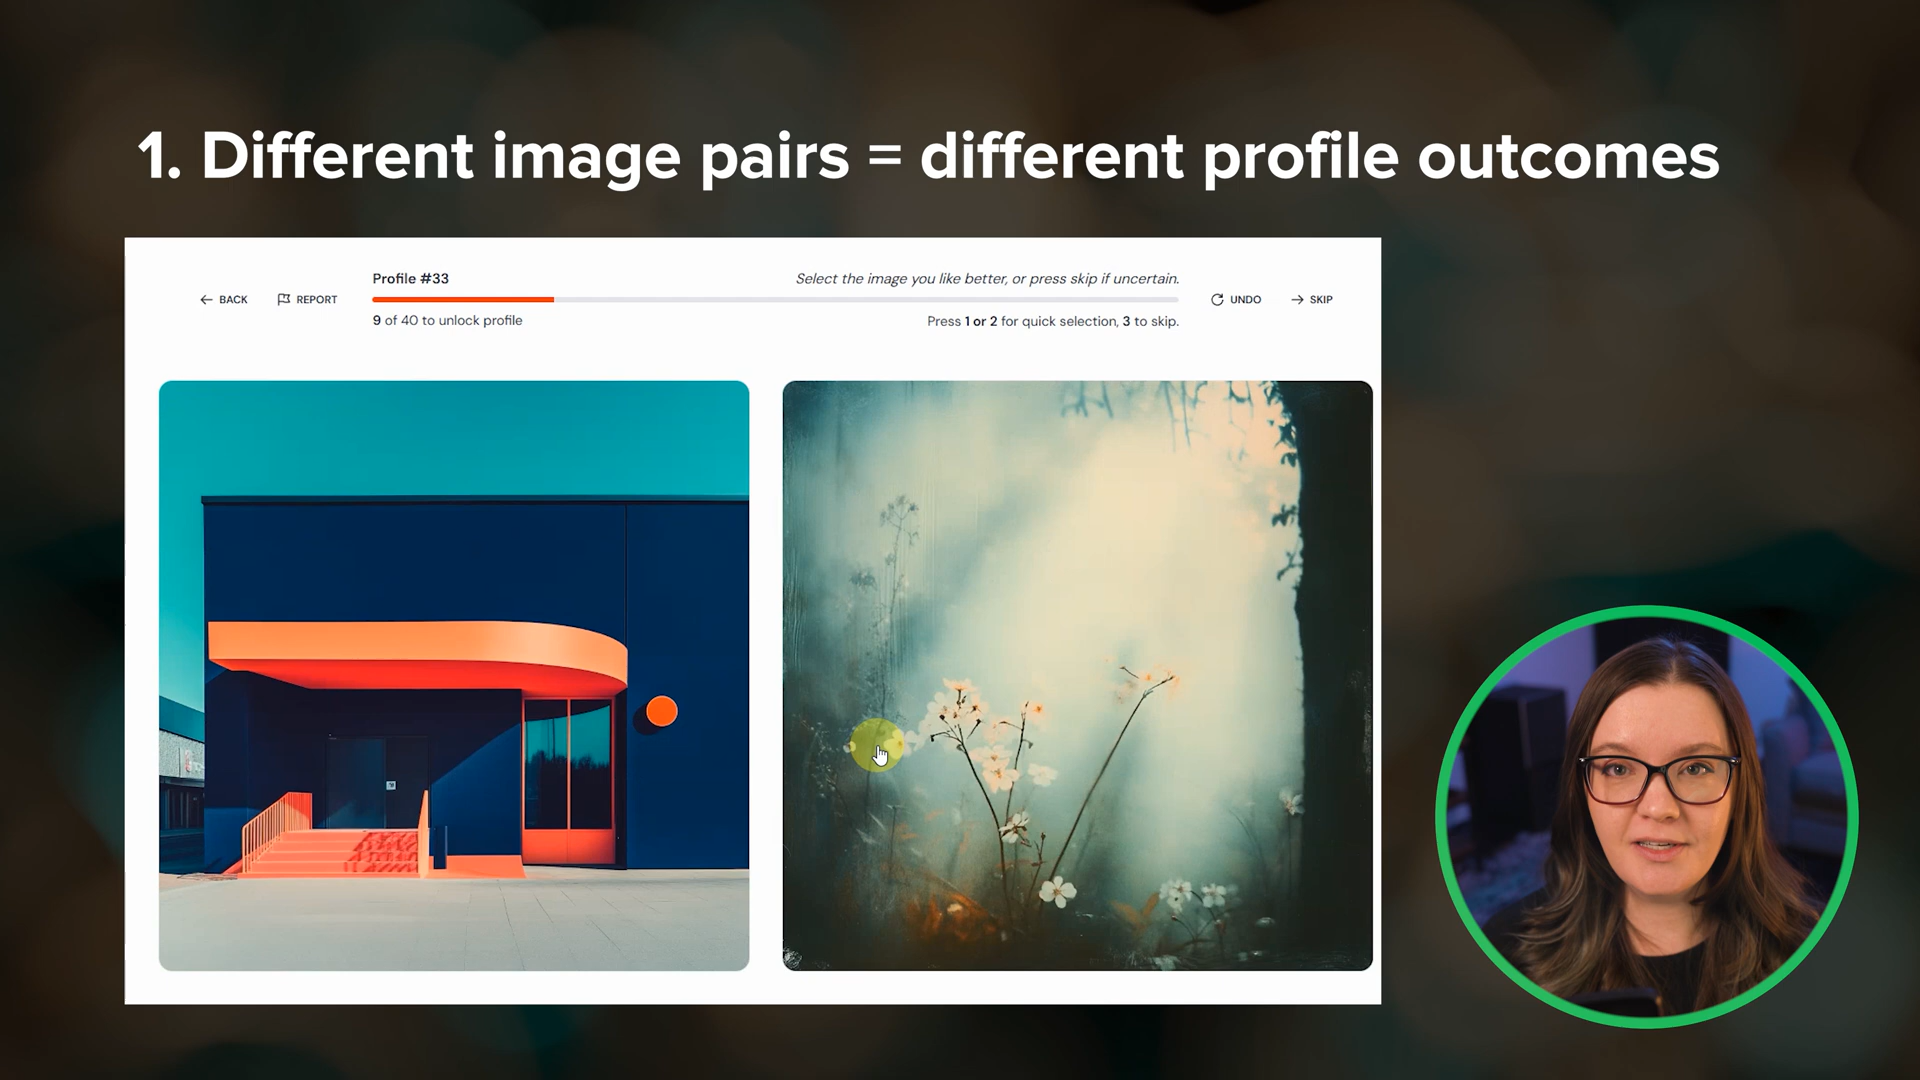 1. Different image pairs = different profile outcomes
BACK
REPORT
Profile #33
9 of 40 to unlock profile
Select the image you like better, or press skip if uncertain.
Press 1 or 2 for quick selection, 3 to skip.
UNDO
SKIP